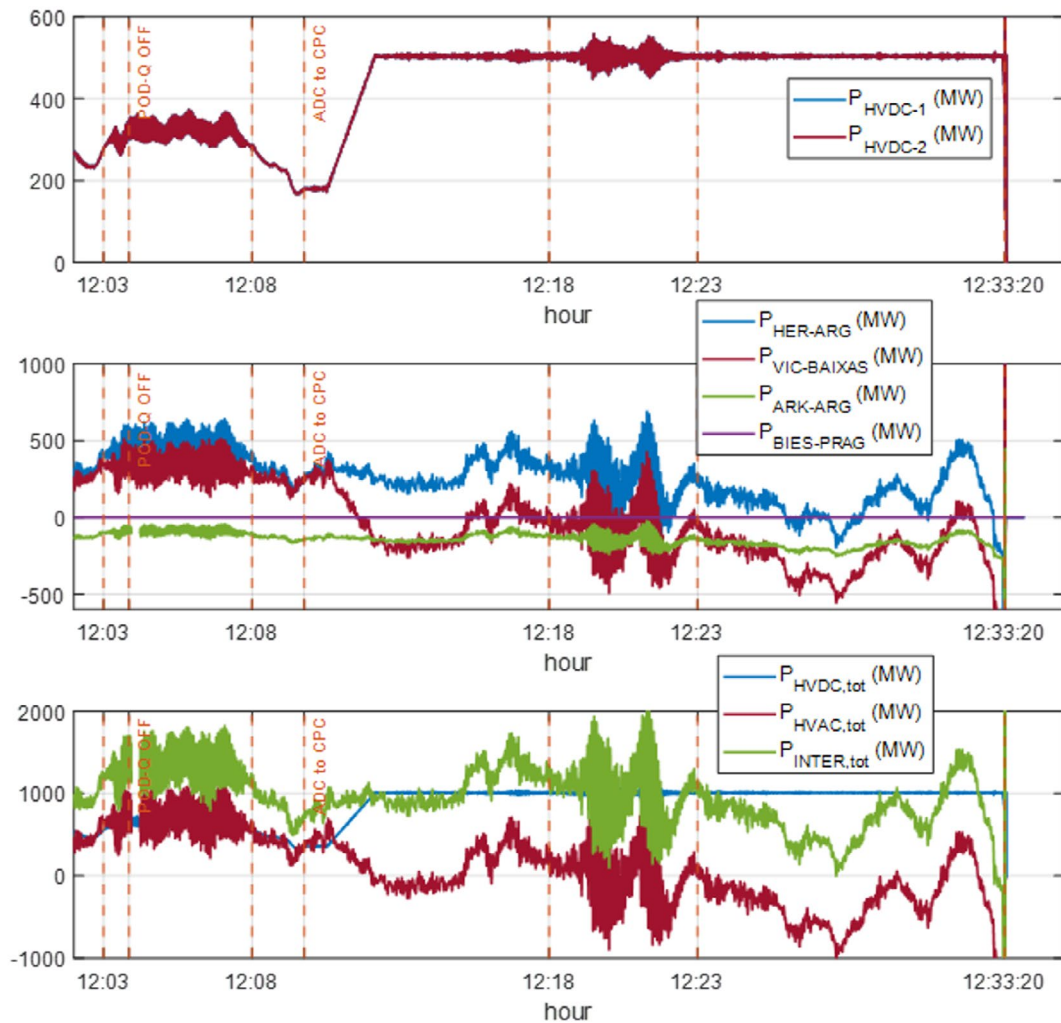 600
400
200
0
POD-Q OFF
ADC to CPC
P_HVDC-1 (MW)
P_HVDC-2 (MW)
12:03
12:08
12:18
12:23
12:33:20
hour
P_HER-ARG (MW)
P_VIC-BAIXAS (MW)
P_ARK-ARG (MW)
P_BIES-PRAG (MW)
1000
500
0
-500
POD-Q OFF
ADC to CPC
12:03
12:08
12:18
12:23
12:33:20
hour
P_HVDC,tot (MW)
P_HVAC,tot (MW)
P_INTER,tot (MW)
2000
1000
0
-1000
POD-Q OFF
ADC to CPC
12:03
12:08
12:18
12:23
12:33:20
hour